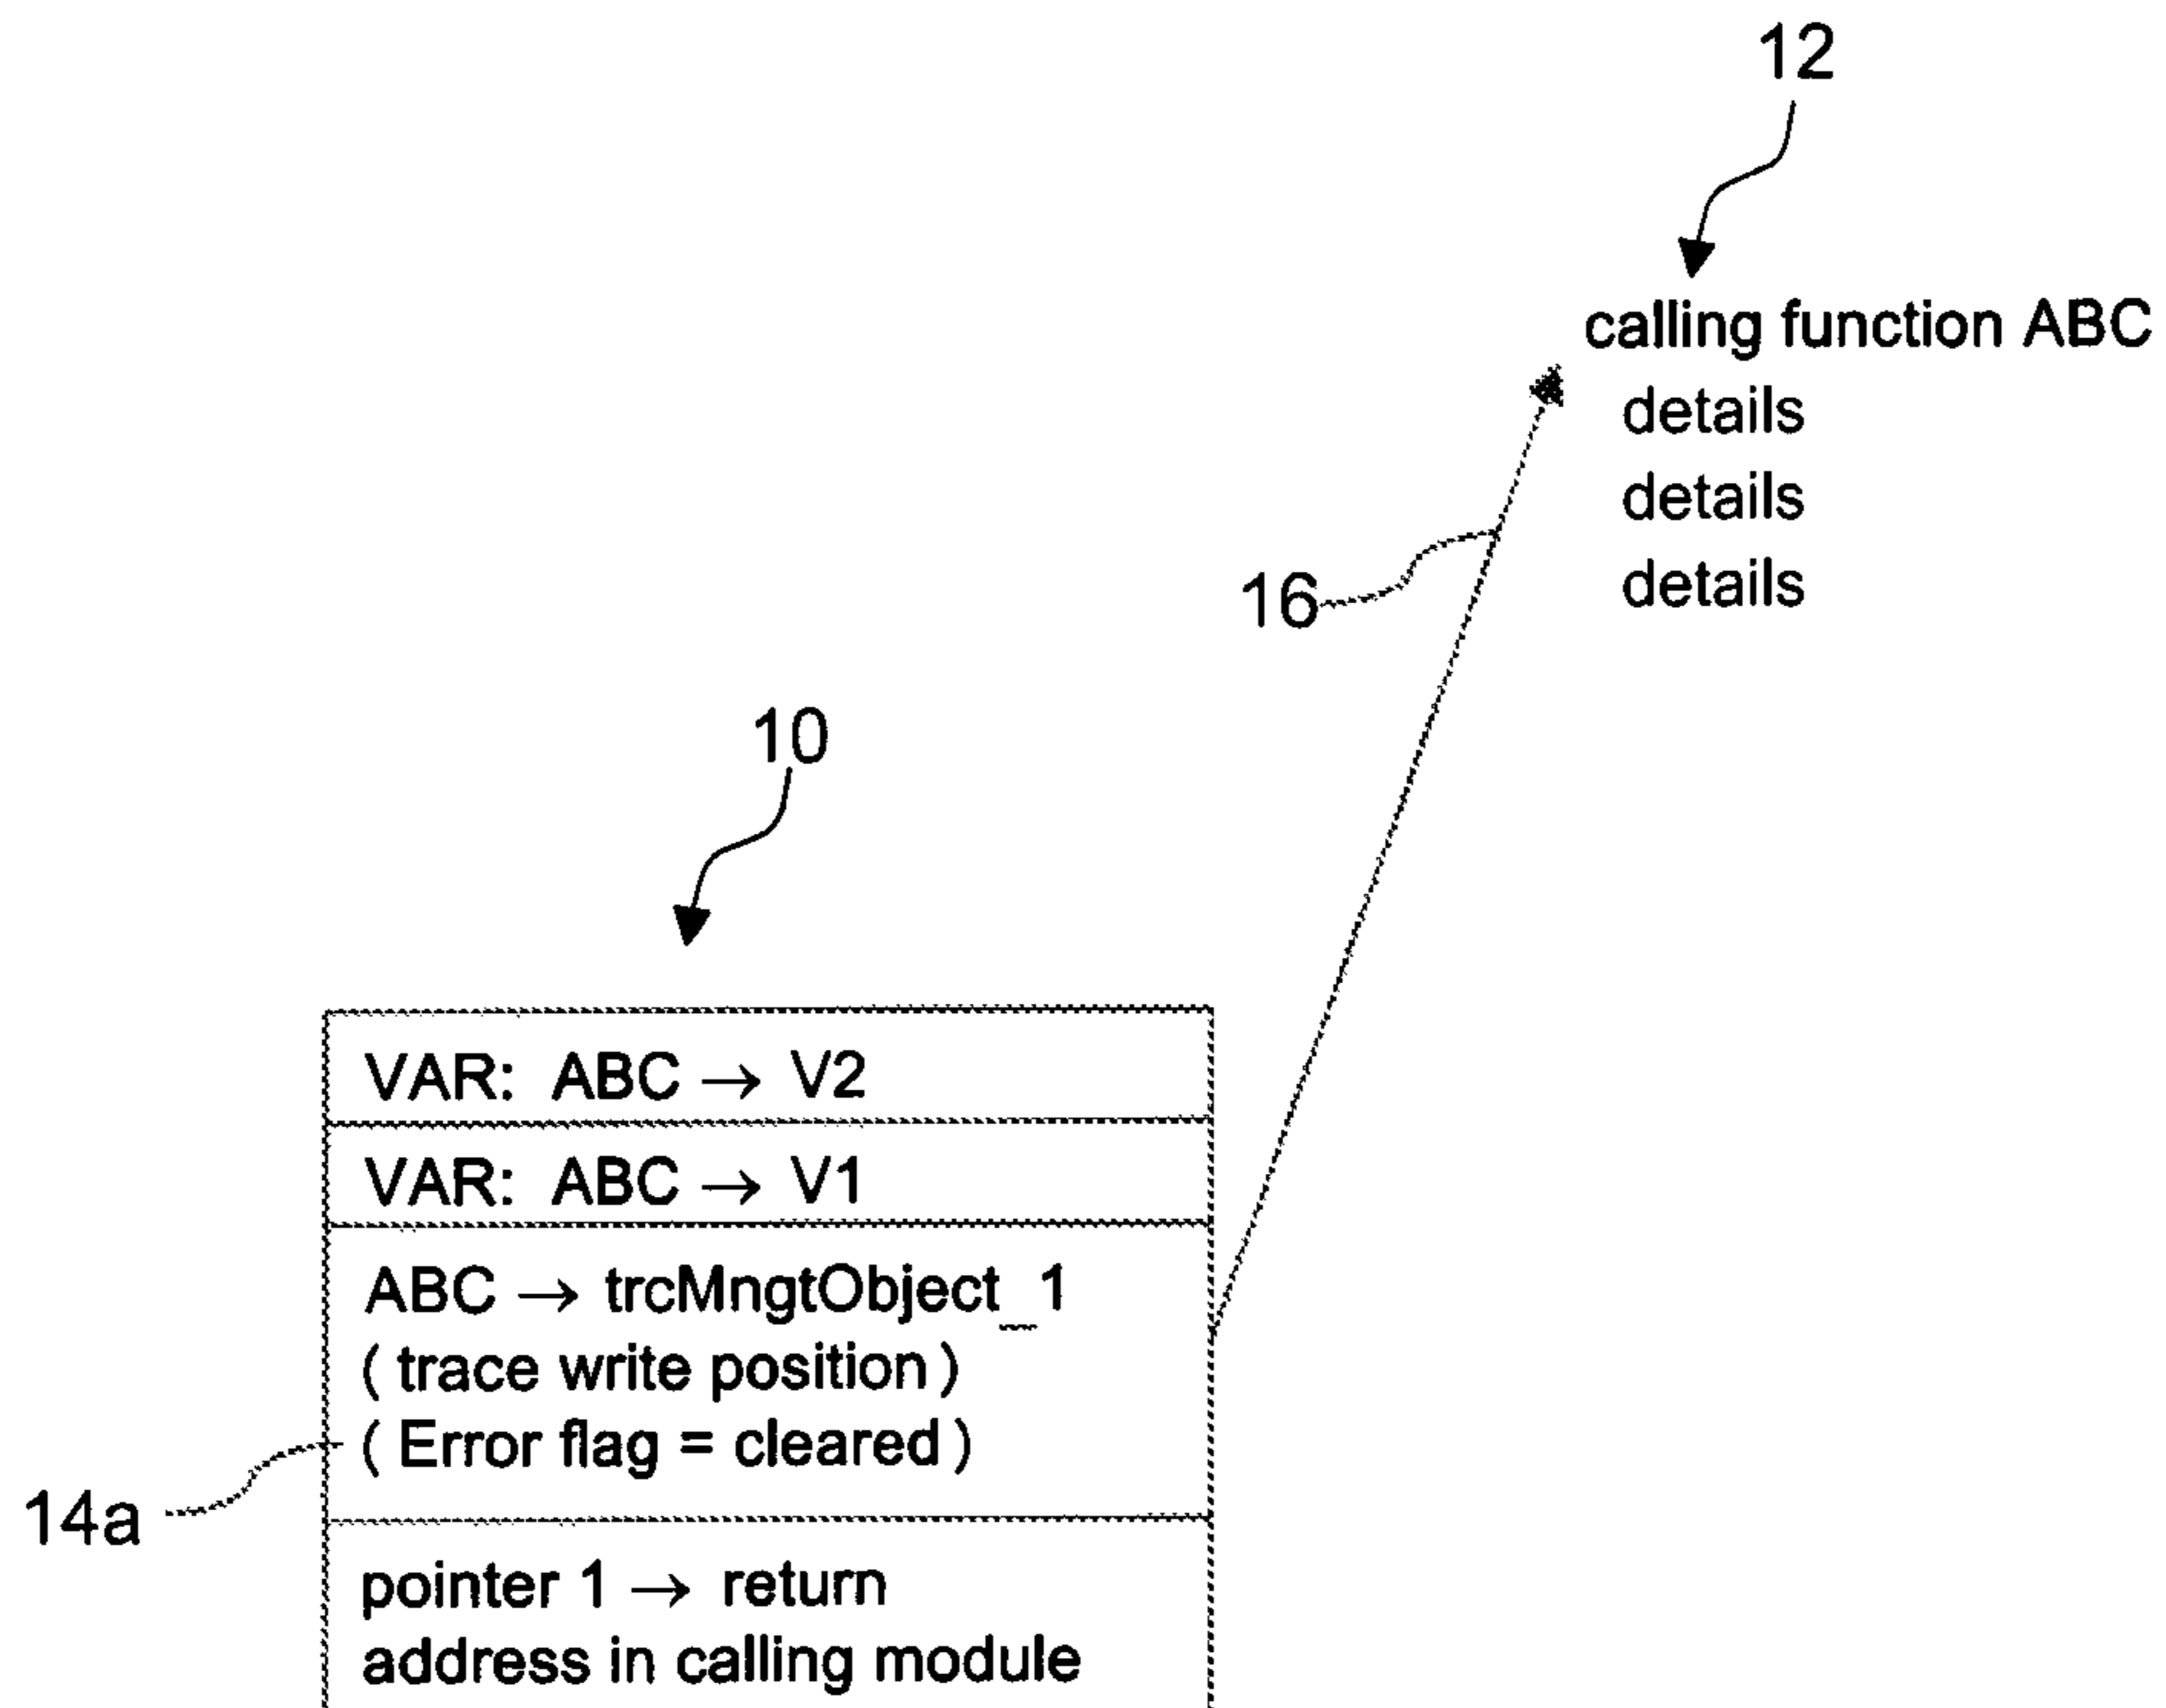 12
calling function ABC
details
details
details
16
10
VAR: ABC → V2
VAR: ABC → V1
ABC → trcMngtObject_1
( trace write position )
( Error flag = cleared )
14a
pointer 1 → return
address in calling module